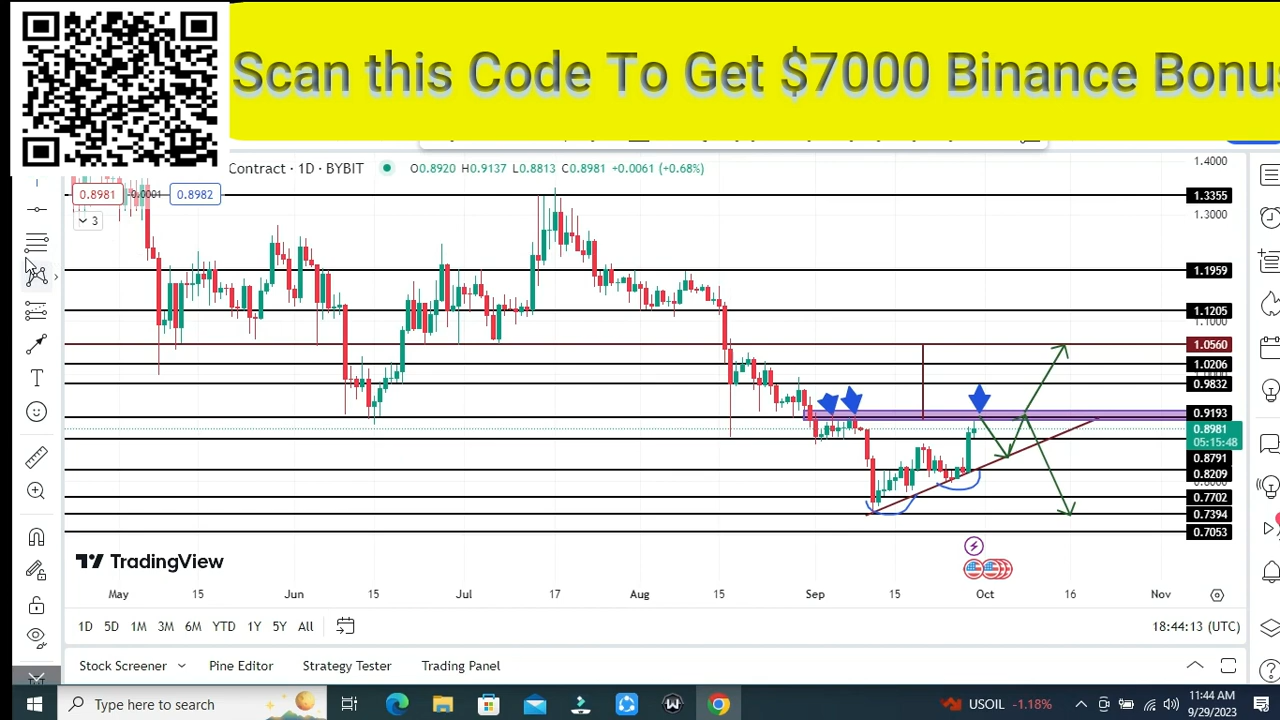 Scan this Code To Get $7000 Binance Bonus
Contract · 1D · BYBIT O0.8920 H0.9137 L0.8813 C0.8981 +0.0061 (+0.68%)
0.8981 -0.0001 0.8982
3
1.4000
1.3355
1.3000
1.1959
1.1205
1.1000
1.0560
1.0206
0.9832
0.9193
0.8981
05:15:48
0.8791
0.8209
0.7702
0.7394
0.7053
TradingView
May 15 Jun 15 Jul 17 Aug 15 Sep 15 Oct 16 Nov
1D 5D 1M 3M 6M YTD 1Y 5Y All 18:44:13 (UTC)
Stock Screener Pine Editor Strategy Tester Trading Panel
Type here to search USOIL -1.18% 11:44 AM
9/29/2023